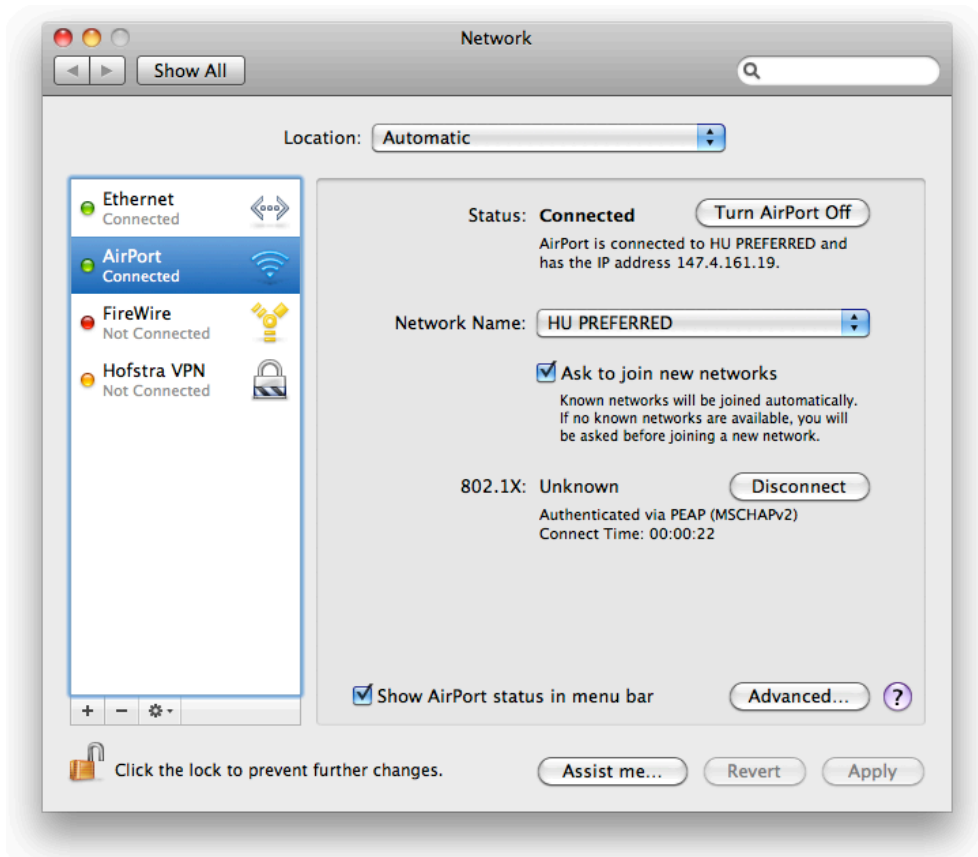 Network
Show All
Location: Automatic
Ethernet
Connected
AirPort
Connected
FireWire
Not Connected
Hofstra VPN
Not Connected
Status: Connected Turn AirPort Off
AirPort is connected to HU PREFERRED and
has the IP address 147.4.161.19.
Network Name: HU PREFERRED
Ask to join new networks
Known networks will be joined automatically.
If no known networks are available, you will
be asked before joining a new network.
802.1X: Unknown Disconnect
Authenticated via PEAP (MSCHAPv2)
Connect Time: 00:00:22
Show AirPort status in menu bar Advanced... ?
Click the lock to prevent further changes. Assist me... Revert Apply